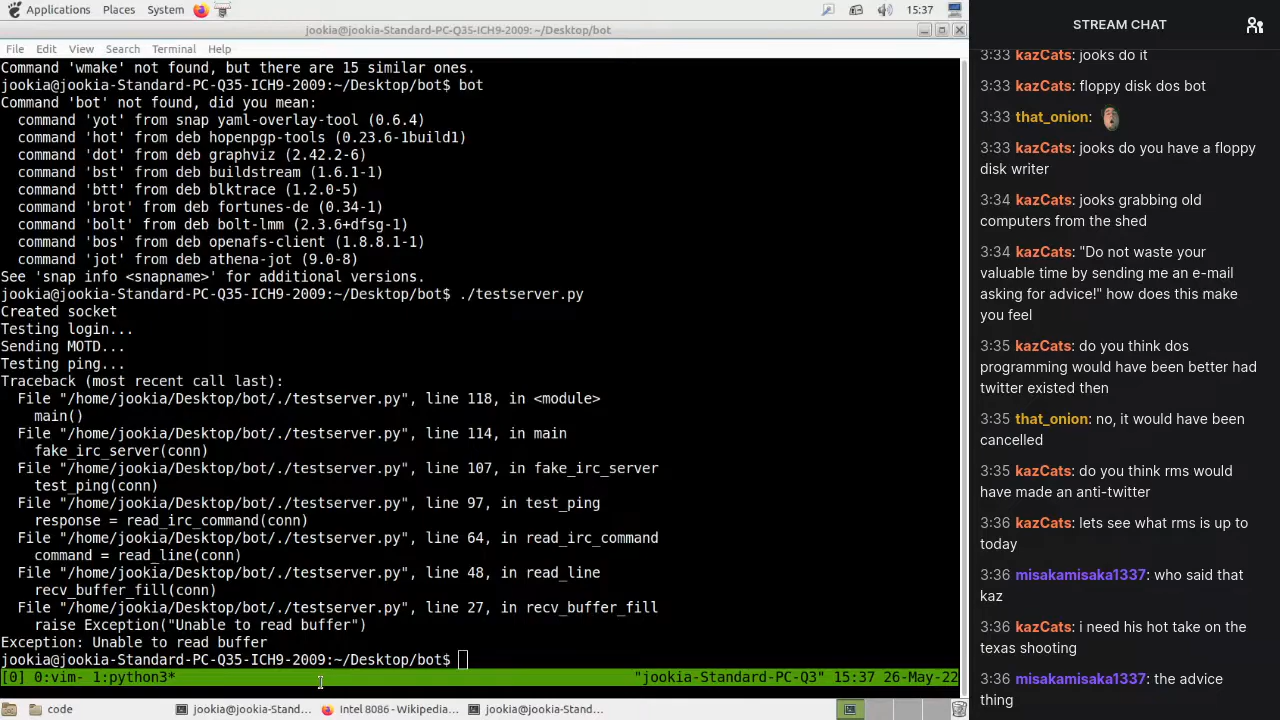 Applications Places System 15:37
jookia@jookia-Standard-PC-Q35-ICH9-2009: ~/Desktop/bot
File Edit View Search Terminal Help
Command 'wmake' not found, but there are 15 similar ones.
jookia@jookia-Standard-PC-Q35-ICH9-2009:~/Desktop/bot$ bot
Command 'bot' not found, did you mean:
command 'yot' from snap yaml-overlay-tool (0.6.4)
command 'hot' from deb hopenpgp-tools (0.23.6-1build1)
command 'dot' from deb graphviz (2.42.2-6)
command 'bst' from deb buildstream (1.6.1-1)
command 'btt' from deb blktrace (1.2.0-5)
command 'brot' from deb fortunes-de (0.34-1)
command 'bolt' from deb bolt-lmm (2.3.6+dfsg-1)
command 'bos' from deb openafs-client (1.8.8.1-1)
command 'jot' from deb athena-jot (9.0-8)
See 'snap info <snapname>' for additional versions.
jookia@jookia-Standard-PC-Q35-ICH9-2009:~/Desktop/bot$ ./testserver.py
Created socket
Testing login...
Sending MOTD...
Testing ping...
Traceback (most recent call last):
File "/home/jookia/Desktop/bot/./testserver.py", line 118, in <module>
main()
File "/home/jookia/Desktop/bot/./testserver.py", line 114, in main
fake_irc_server(conn)
File "/home/jookia/Desktop/bot/./testserver.py", line 107, in fake_irc_server
test_ping(conn)
File "/home/jookia/Desktop/bot/./testserver.py", line 97, in test_ping
response = read_irc_command(conn)
File "/home/jookia/Desktop/bot/./testserver.py", line 64, in read_irc_command
command = read_line(conn)
File "/home/jookia/Desktop/bot/./testserver.py", line 48, in read_line
recv_buffer_fill(conn)
File "/home/jookia/Desktop/bot/./testserver.py", line 27, in recv_buffer_fill
raise Exception("Unable to read buffer")
Exception: Unable to read buffer
jookia@jookia-Standard-PC-Q35-ICH9-2009:~/Desktop/bot$
[0] 0:vim- 1:python3* "jookia-Standard-PC-Q3" 15:37 26-May-22
code jookia@jookia-Stand... Intel 8086 - Wikipedia... jookia@jookia-Stand...
STREAM CHAT
3:33 kazCats: jooks do it
3:33 kazCats: floppy disk dos bot
3:33 that_onion:
3:33 kazCats: jooks do you have a floppy
disk writer
3:34 kazCats: jooks grabbing old
computers from the shed
3:34 kazCats: "Do not waste your
valuable time by sending me an e-mail
asking for advice!" how does this make
you feel
3:35 kazCats: do you think dos
programming would have been better had
twitter existed then
3:35 that_onion: no, it would have been
cancelled
3:35 kazCats: do you think rms would
have made an anti-twitter
3:36 kazCats: lets see what rms is up to
today
3:36 misakamisaka1337: who said that
kaz
3:36 kazCats: i need his hot take on the
texas shooting
3:36 misakamisaka1337: the advice
thing